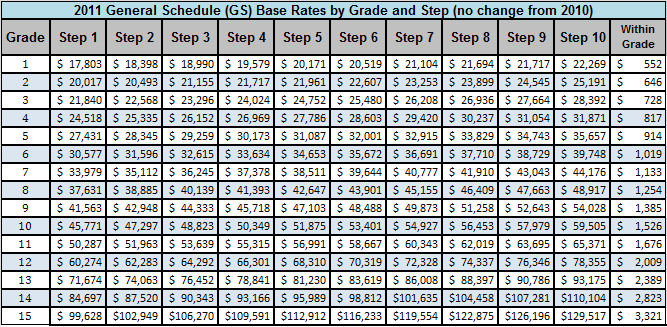 2011 General Schedule (GS) Base Rates by Grade and Step (no change from 2010)
Grade Step 1 Step 2 Step 3 Step 4 Step 5 Step 6 Step 7 Step 8 Step 9 Step 10 Within Grade
1 $ 17,803 $ 18,398 $ 18,990 $ 19,579 $ 20,171 $ 20,519 $ 21,104 $ 21,694 $ 21,717 $ 22,269 $ 552
2 $ 20,017 $ 20,493 $ 21,155 $ 21,717 $ 21,961 $ 22,607 $ 23,253 $ 23,899 $ 24,545 $ 25,191 $ 646
3 $ 21,840 $ 22,568 $ 23,296 $ 24,024 $ 24,752 $ 25,480 $ 26,208 $ 26,936 $ 27,664 $ 28,392 $ 728
4 $ 24,518 $ 25,335 $ 26,152 $ 26,969 $ 27,786 $ 28,603 $ 29,420 $ 30,237 $ 31,054 $ 31,871 $ 817
5 $ 27,431 $ 28,345 $ 29,259 $ 30,173 $ 31,087 $ 32,001 $ 32,915 $ 33,829 $ 34,743 $ 35,657 $ 914
6 $ 30,577 $ 31,596 $ 32,615 $ 33,634 $ 34,653 $ 35,672 $ 36,691 $ 37,710 $ 38,729 $ 39,748 $ 1,019
7 $ 33,979 $ 35,112 $ 36,245 $ 37,378 $ 38,511 $ 39,644 $ 40,777 $ 41,910 $ 43,043 $ 44,176 $ 1,133
8 $ 37,631 $ 38,885 $ 40,139 $ 41,393 $ 42,647 $ 43,901 $ 45,155 $ 46,409 $ 47,663 $ 48,917 $ 1,254
9 $ 41,563 $ 42,948 $ 44,333 $ 45,718 $ 47,103 $ 48,488 $ 49,873 $ 51,258 $ 52,643 $ 54,028 $ 1,385
10 $ 45,771 $ 47,297 $ 48,823 $ 50,349 $ 51,875 $ 53,401 $ 54,927 $ 56,453 $ 57,979 $ 59,505 $ 1,526
11 $ 50,287 $ 51,963 $ 53,639 $ 55,315 $ 56,991 $ 58,667 $ 60,343 $ 62,019 $ 63,695 $ 65,371 $ 1,676
12 $ 60,274 $ 62,283 $ 64,292 $ 66,301 $ 68,310 $ 70,319 $ 72,328 $ 74,337 $ 76,346 $ 78,355 $ 2,009
13 $ 71,674 $ 74,063 $ 76,452 $ 78,841 $ 81,230 $ 83,619 $ 86,008 $ 88,397 $ 90,786 $ 93,175 $ 2,389
14 $ 84,697 $ 87,520 $ 90,343 $ 93,166 $ 95,989 $ 98,812 $101,635 $104,458 $107,281 $110,104 $ 2,823
15 $ 99,628 $102,949 $106,270 $109,591 $112,912 $116,233 $119,554 $122,875 $126,196 $129,517 $ 3,321